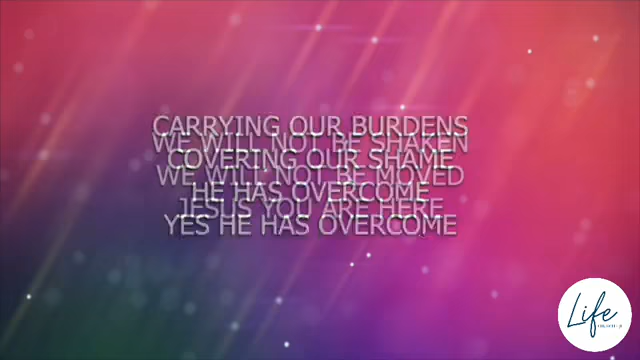 CARRYING OUR BURDENS
WE WILL NOT BE SHAKEN
COVERING OUR SHAME
WE WILL NOT BE MOVED
HE HAS OVERCOME
JESUS YOU ARE HERE
YES HE HAS OVERCOME
Life